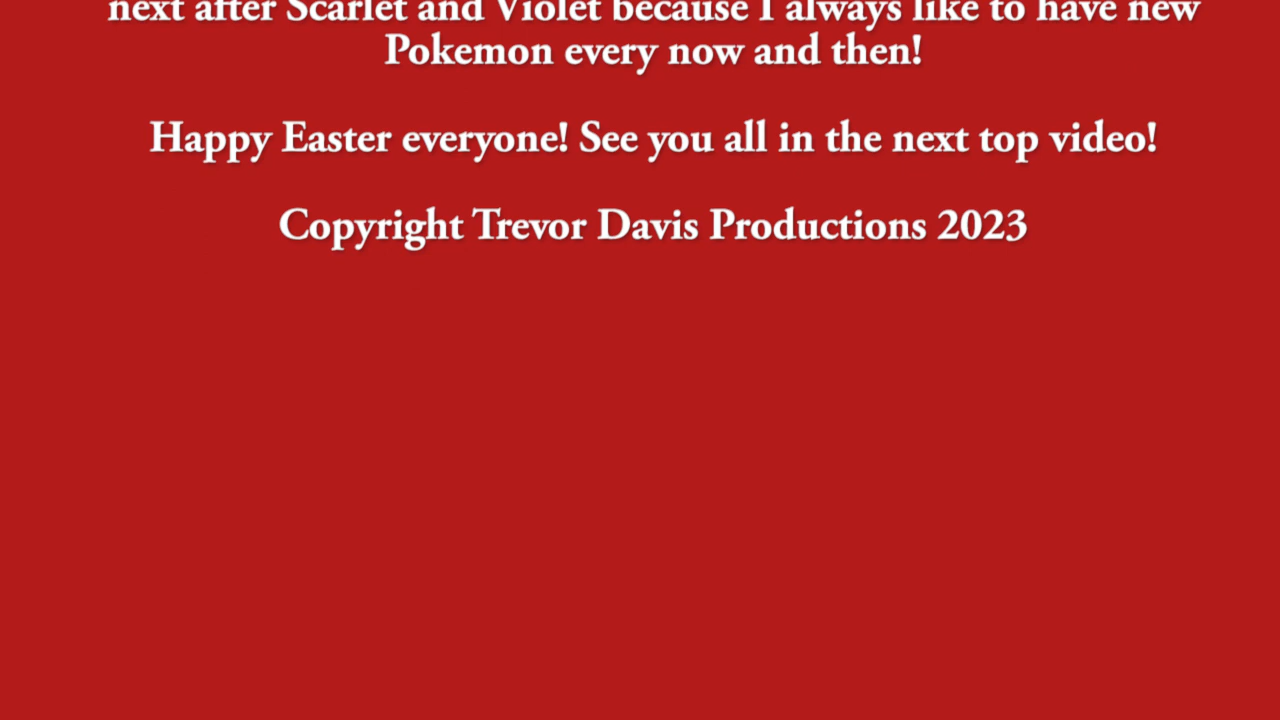 next after Scarlet and Violet because I always like to have new
Pokemon every now and then!
Happy Easter everyone! See you all in the next top video!
Copyright Trevor Davis Productions 2023